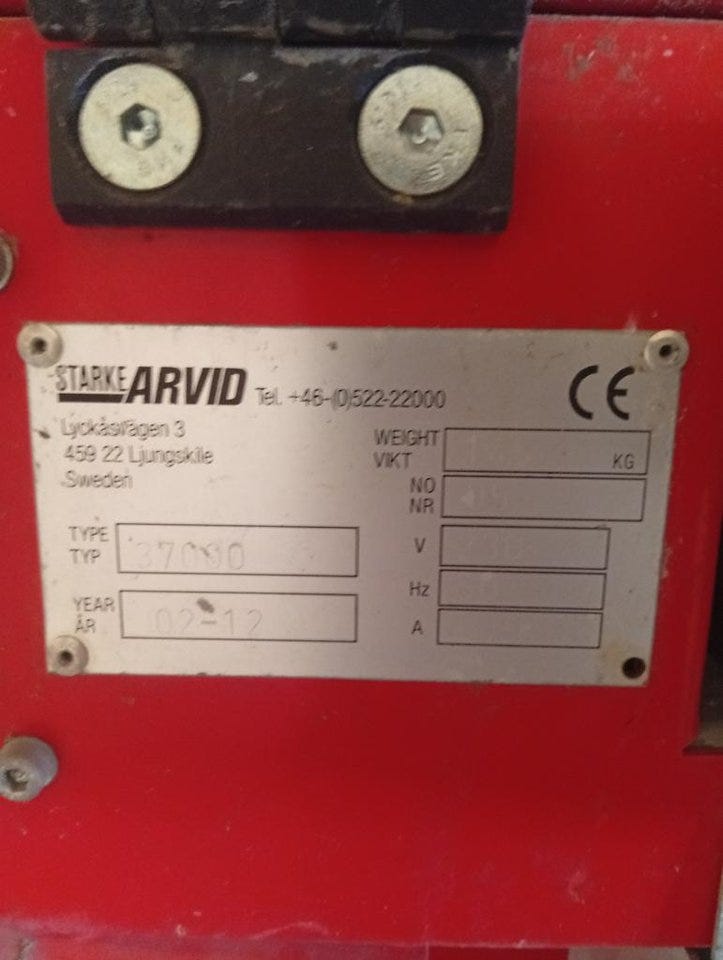 STARKE ARVID Tel. +46-(0)522-22000
CE
Lyckåsvägen 3
459 22 Ljungskile
Sweden
WEIGHT
VIKT
KG
NO
NR
TYPE
TYP 37000
V
Hz
YEAR
ÅR 02-12
A